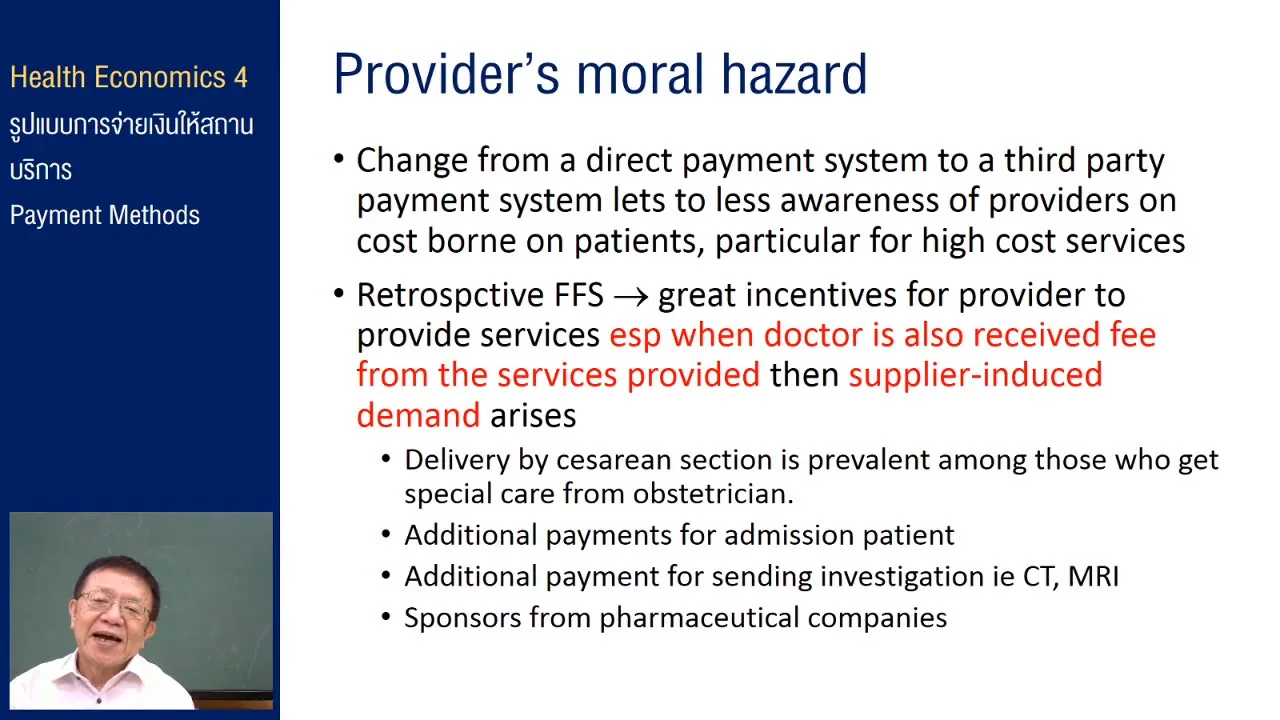 Health Economics 4
รูปแบบการจ่ายเงินให้สถาน
บริการ
Payment Methods
Provider's moral hazard
• Change from a direct payment system to a third party
payment system lets to less awareness of providers on
cost borne on patients, particular for high cost services
• Retrospctive FFS → great incentives for provider to
provide services esp when doctor is also received fee
from the services provided then supplier-induced
demand arises
• Delivery by cesarean section is prevalent among those who get
special care from obstetrician.
• Additional payments for admission patient
• Additional payment for sending investigation ie CT, MRI
• Sponsors from pharmaceutical companies